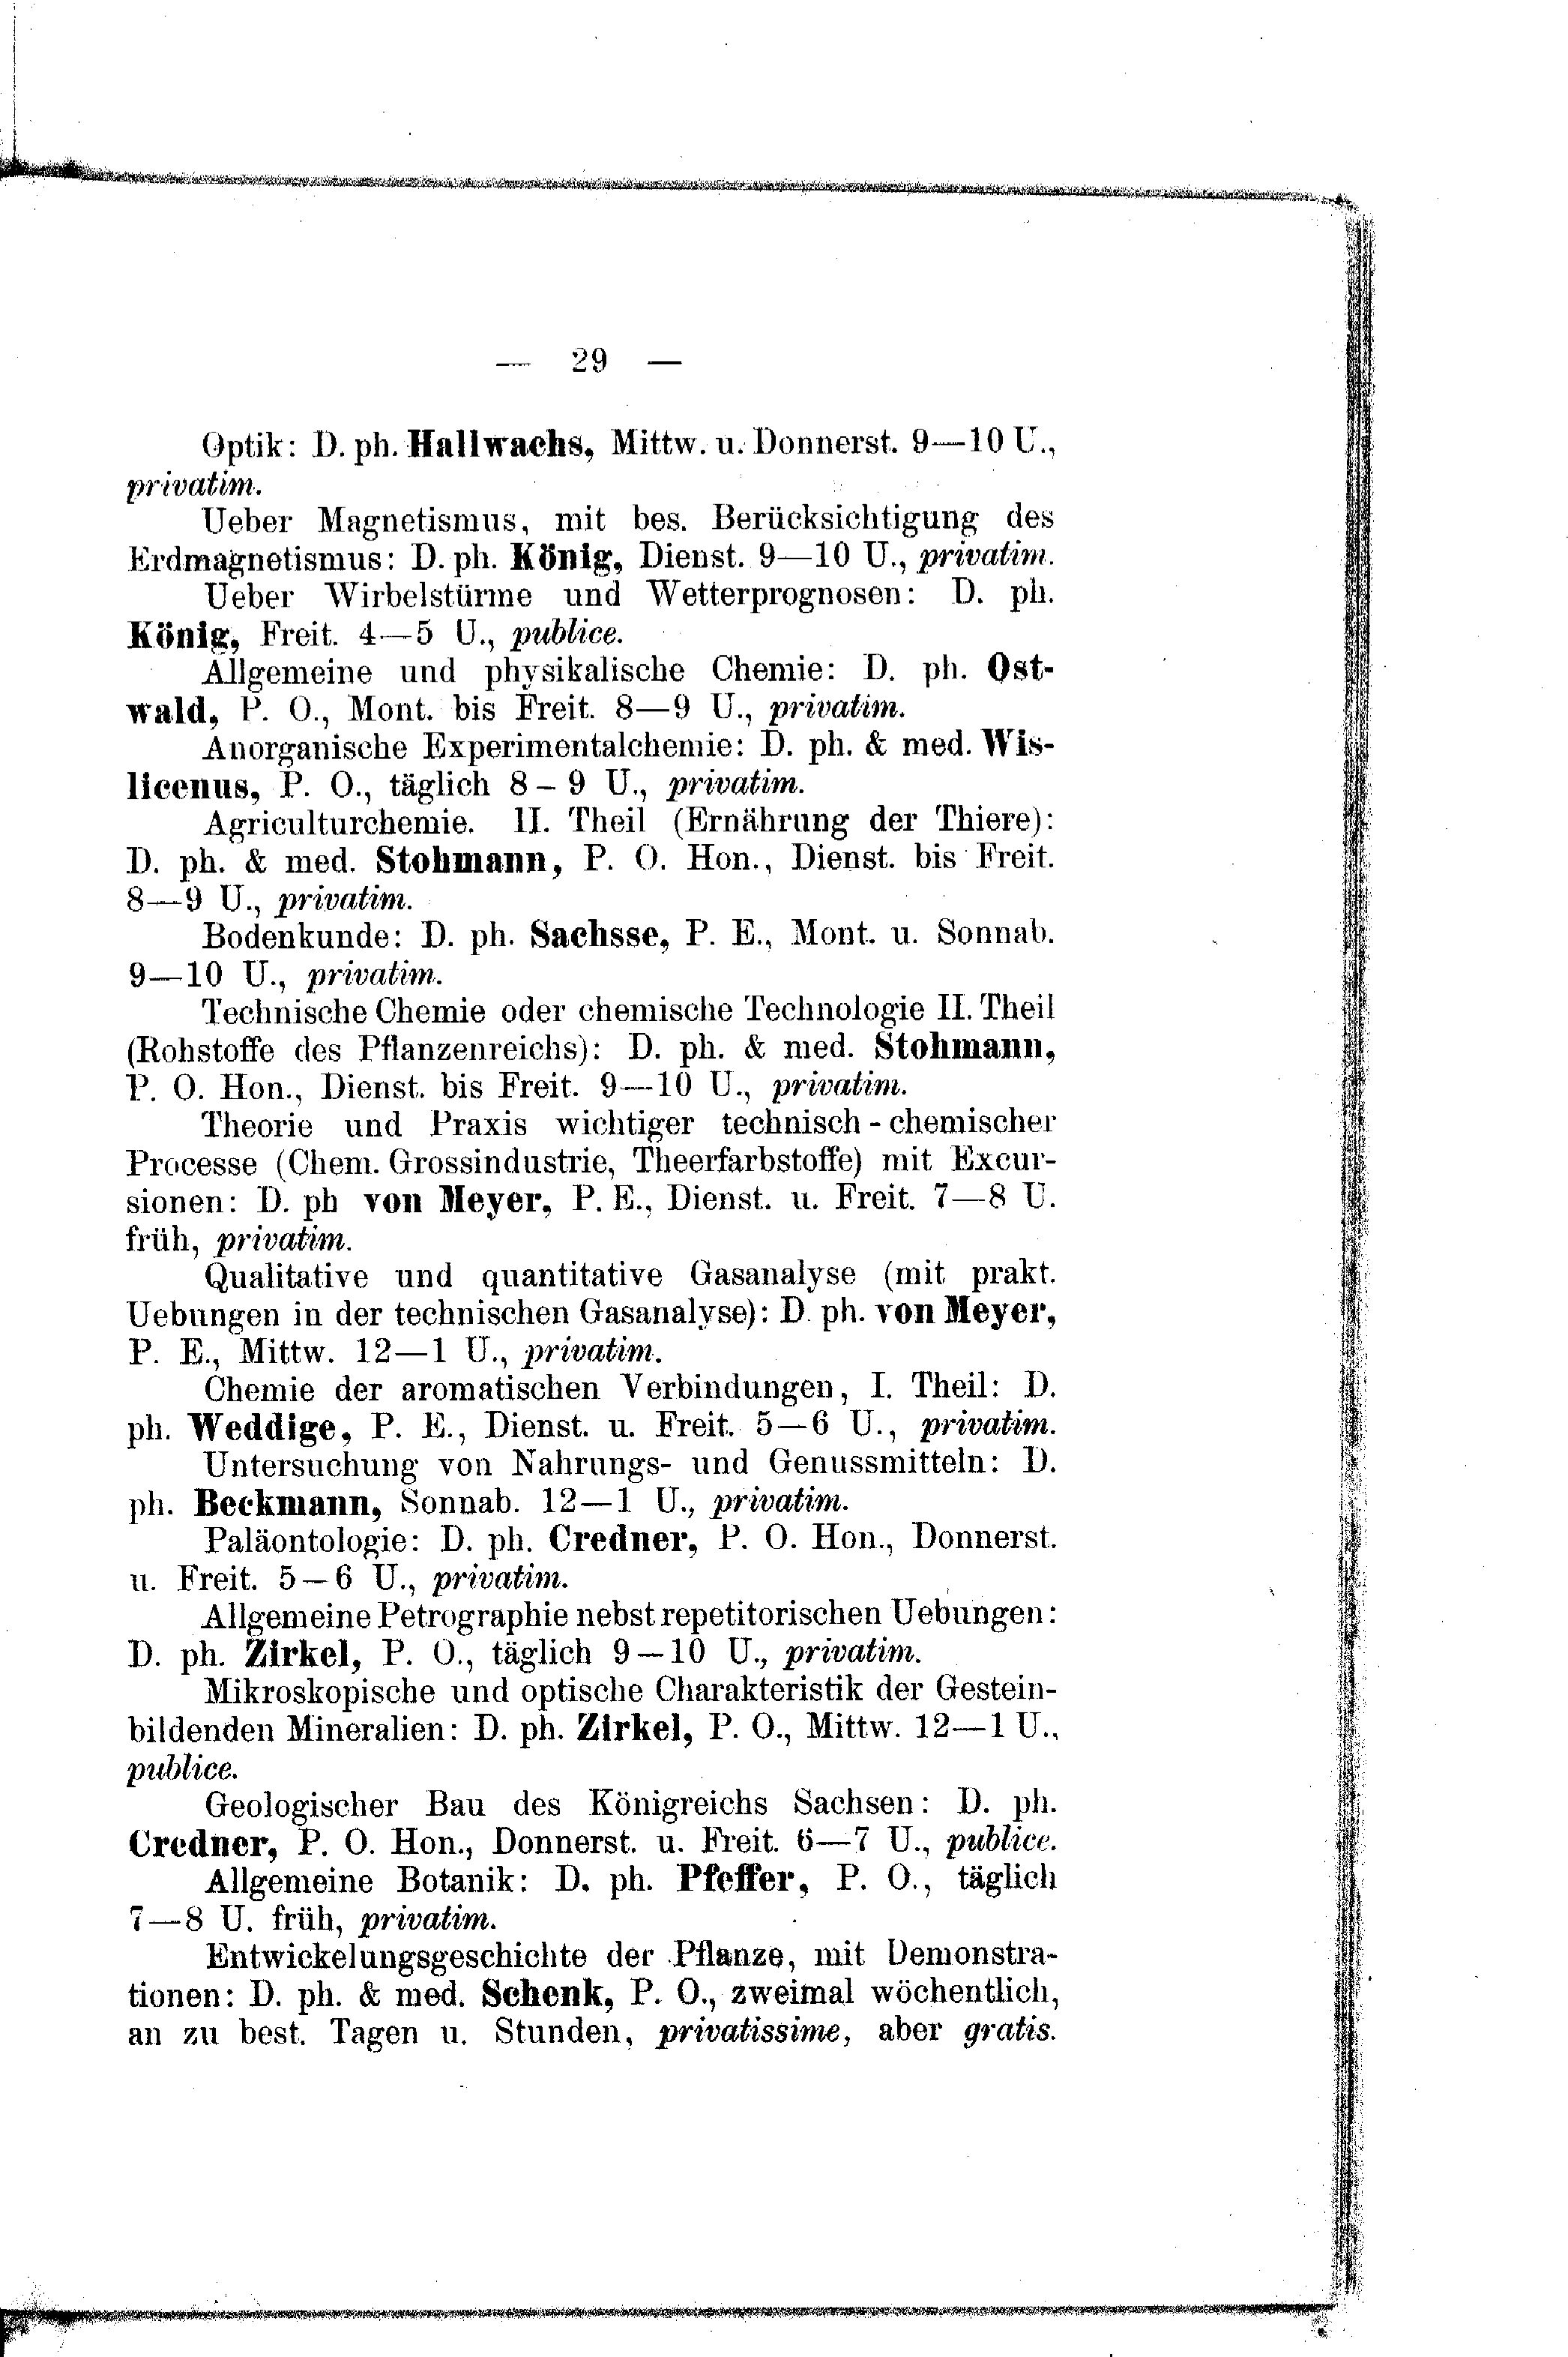 — 29 —
Optik: D. ph. Hallwachs, Mittw. u. Donnerst. 9—10 U.,
privatim.
Ueber Magnetismus, mit bes. Berücksichtigung des
Erdmagnetismus: D. ph. König, Dienst. 9—10 U., privatim.
Ueber Wirbelstürme und Wetterprognosen: D. ph.
König, Freit. 4—5 U., publice.
Allgemeine und physikalische Chemie: D. ph. Ost-
wald, P. O., Mont. bis Freit. 8—9 U., privatim.
Anorganische Experimentalchemie: D. ph. & med. Wis-
licenus, P. O., täglich 8–9 U., privatim.
Agriculturchemie. II. Theil (Ernährung der Thiere):
D. ph. & med. Stohmann, P. O. Hon., Dienst. bis Freit.
8—9 U., privatim.
Bodenkunde: D. ph. Sachsse, P. E., Mont. u. Sonnab.
9—10 U., privatim.
Technische Chemie oder chemische Technologie II. Theil
(Rohstoffe des Pflanzenreichs): D. ph. & med. Stohmann,
P. O. Hon., Dienst. bis Freit. 9—10 U., privatim.
Theorie und Praxis wichtiger technisch-chemischer
Processe (Chem. Grossindustrie, Theerfarbstoffe) mit Excur-
sionen: D. ph von Meyer, P. E., Dienst. u. Freit. 7—8 U.
früh, privatim.
Qualitative und quantitative Gasanalyse (mit prakt.
Uebungen in der technischen Gasanalyse): D. ph. von Meyer,
P. E., Mittw. 12—1 U., privatim.
Chemie der aromatischen Verbindungen, I. Theil: D.
ph. Weddige, P. E., Dienst. u. Freit. 5—6 U., privatim.
Untersuchung von Nahrungs- und Genussmitteln: D.
ph. Beckmann, Sonnab. 12—1 U., privatim.
Paläontologie: D. ph. Credner, P. O. Hon., Donnerst.
u. Freit. 5—6 U., privatim.
Allgemeine Petrographie nebst repetitorischen Uebungen:
D. ph. Zirkel, P. O., täglich 9—10 U., privatim.
Mikroskopische und optische Charakteristik der Gestein-
bildenden Mineralien: D. ph. Zirkel, P. O., Mittw. 12—1 U.,
publice.
Geologischer Bau des Königreichs Sachsen: D. ph.
Credner, P. O. Hon., Donnerst. u. Freit. 6—7 U., publice.
Allgemeine Botanik: D. ph. Pfeffer, P. O., täglich
7—8 U. früh, privatim.
Entwickelungsgeschichte der Pflanze, mit Demonstra-
tionen: D. ph. & med. Schenk, P. O., zweimal wöchentlich,
an zu best. Tagen u. Stunden, privatissime, aber gratis.